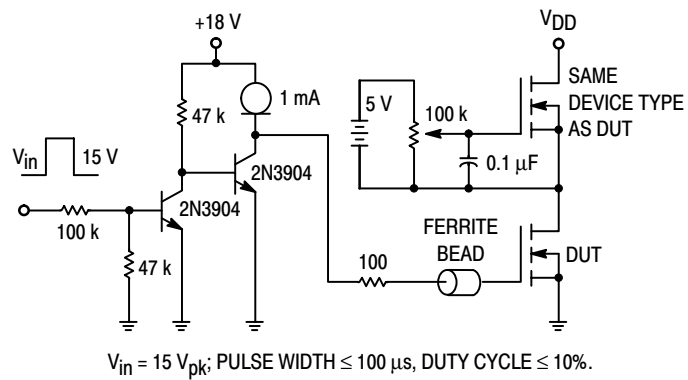 +18 V
V_DD
1 mA
47 k
V_in
15 V
2N3904
2N3904
100 k
47 k
5 V
100 k
0.1 µF
SAME
DEVICE TYPE
AS DUT
FERRITE
BEAD
DUT
100
V_in = 15 V_pk; PULSE WIDTH ≤ 100 µs, DUTY CYCLE ≤ 10%.